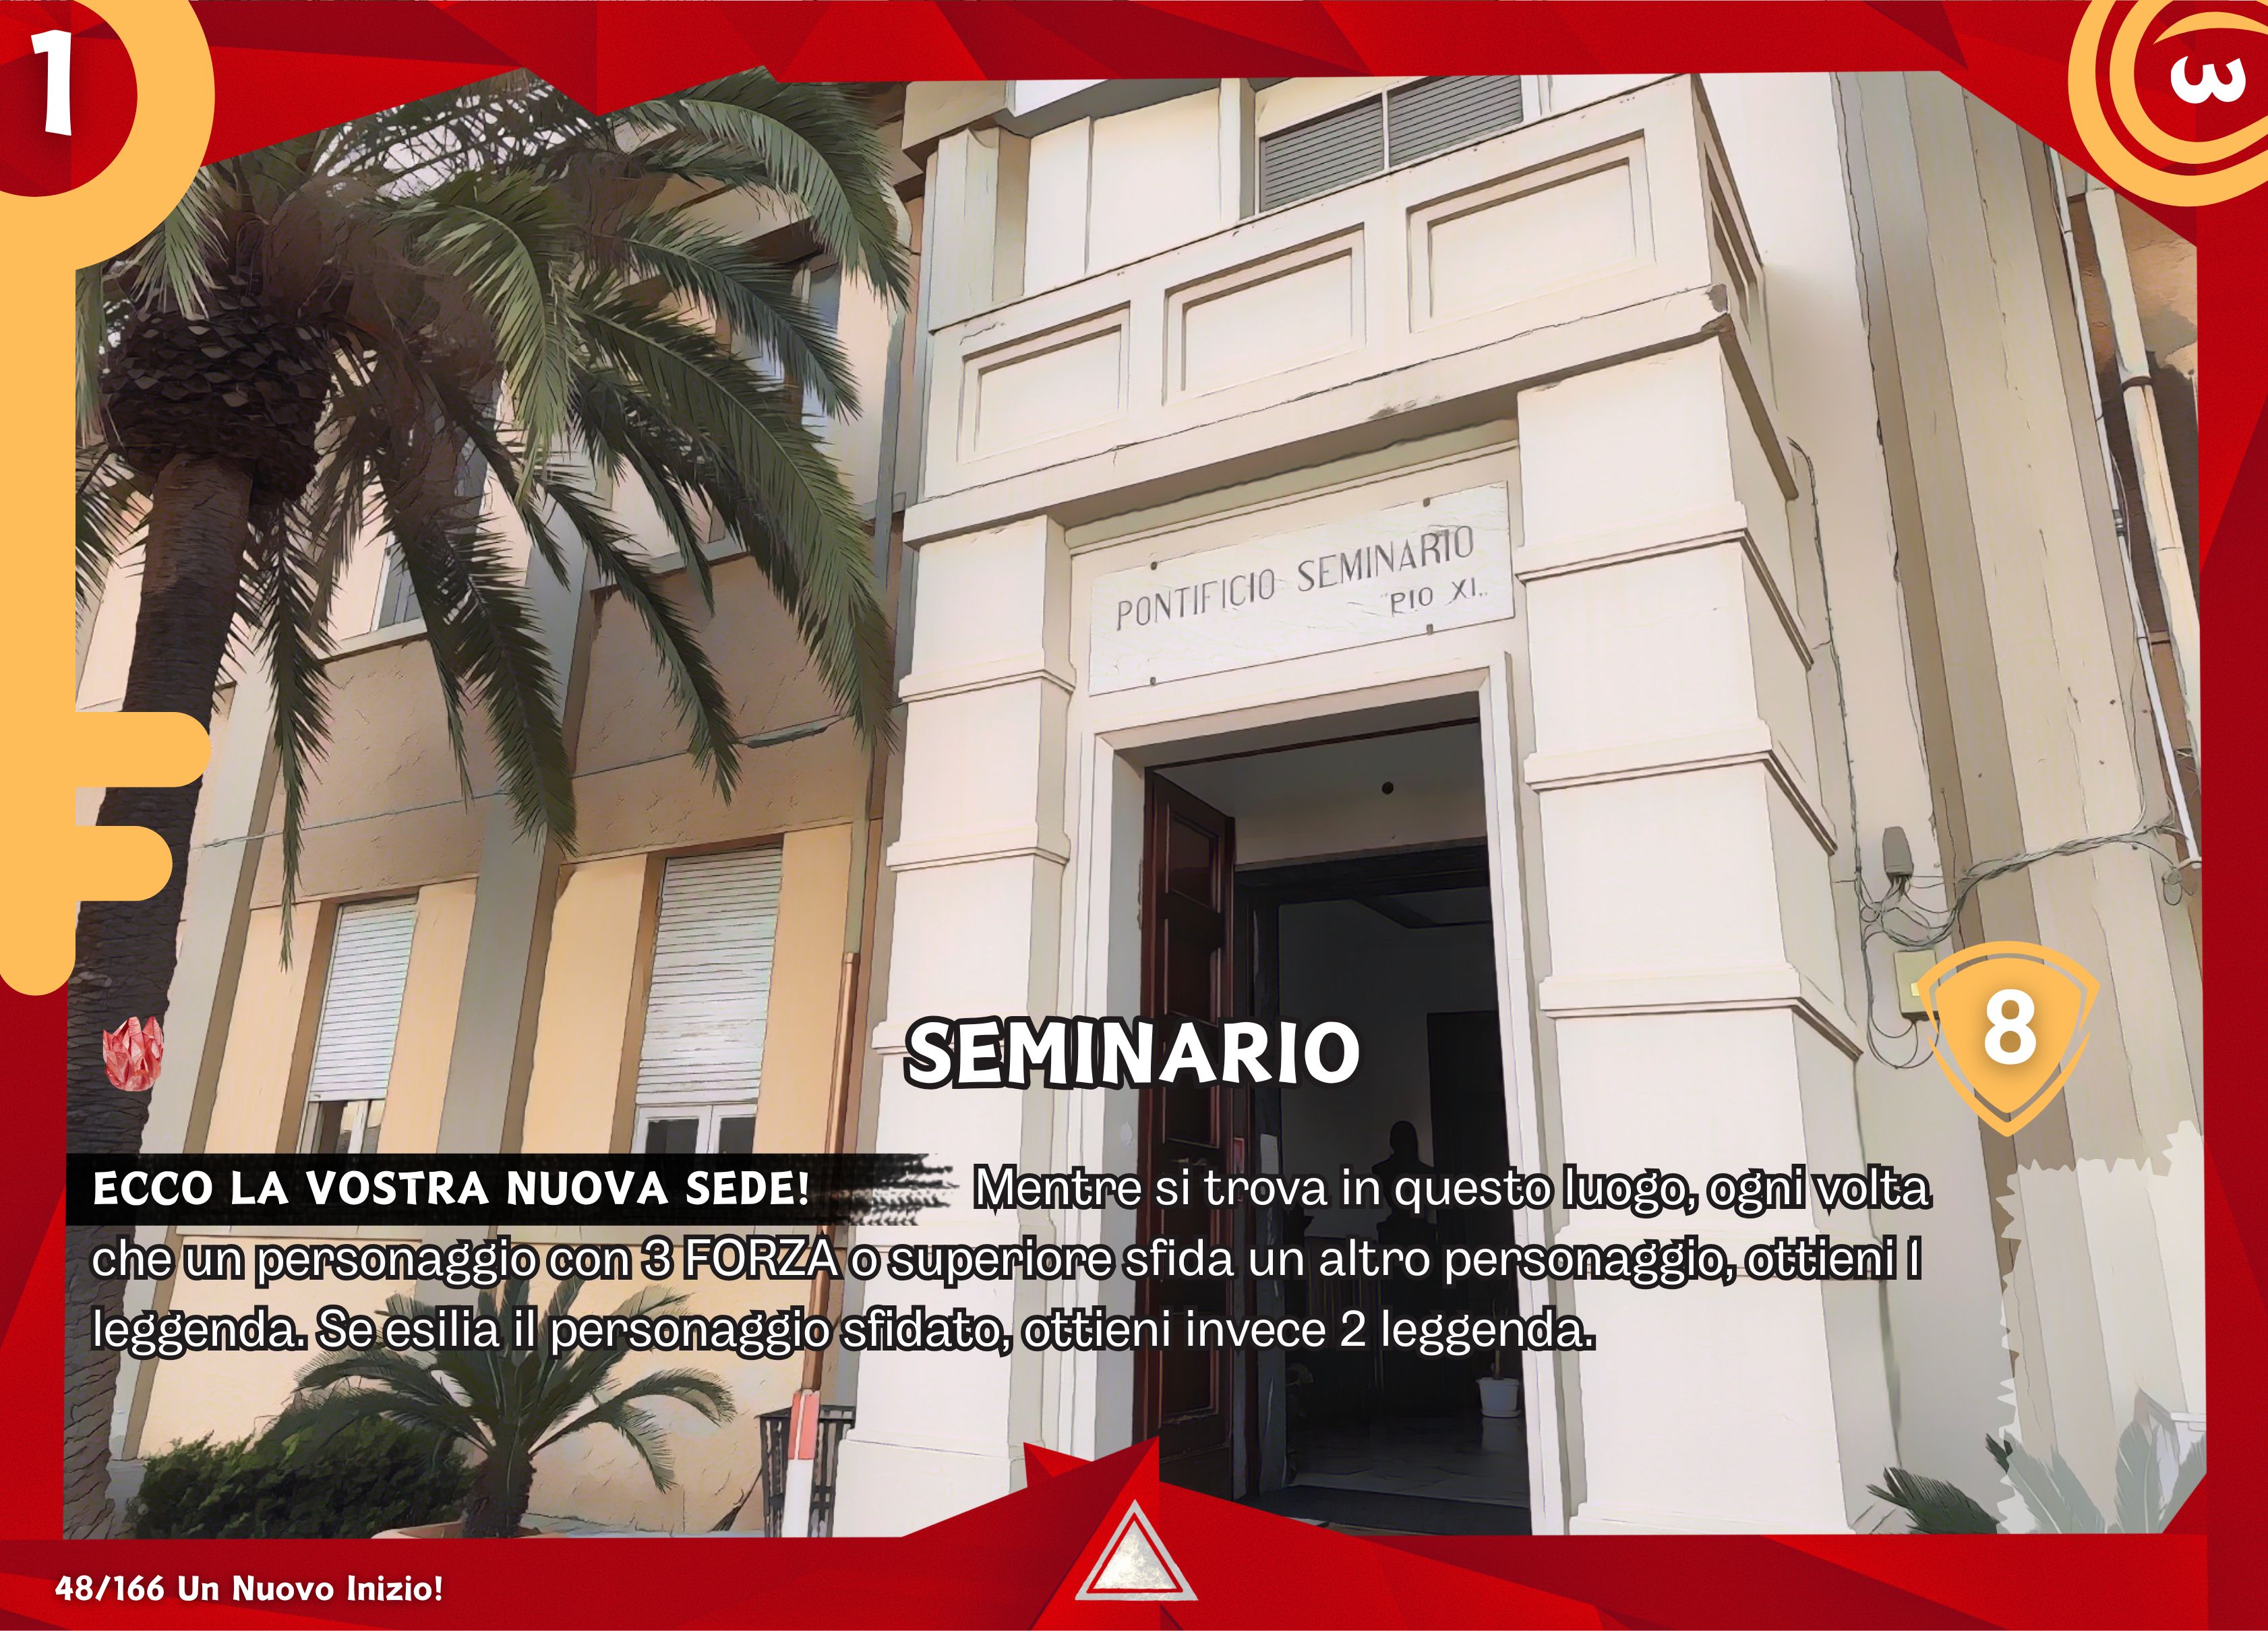 1
3
PONTIFICIO SEMINARIO
"PIO XI„
SEMINARIO
8
ECCO LA VOSTRA NUOVA SEDE! Mentre si trova in questo luogo, ogni volta
che un personaggio con 3 FORZA o superiore sfida un altro personaggio, ottieni 1
leggenda. Se esilia il personaggio sfidato, ottieni invece 2 leggenda.
48/166 Un Nuovo Inizio!